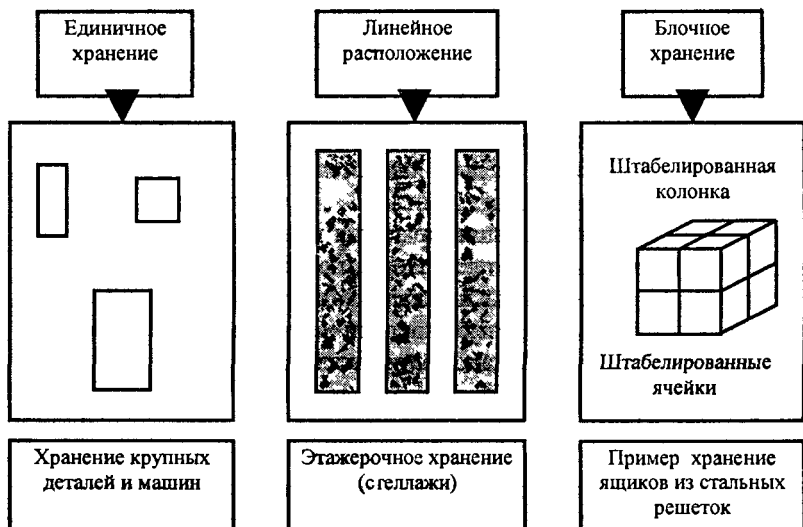 Единичное
хранение
Линейное
расположение
Блочное
хранение
Штабелированная
колонка
Штабелированные
ячейки
Хранение крупных
деталей и машин
Этажерочное хранение
(стеллажи)
Пример хранение
ящиков из стальных
решеток